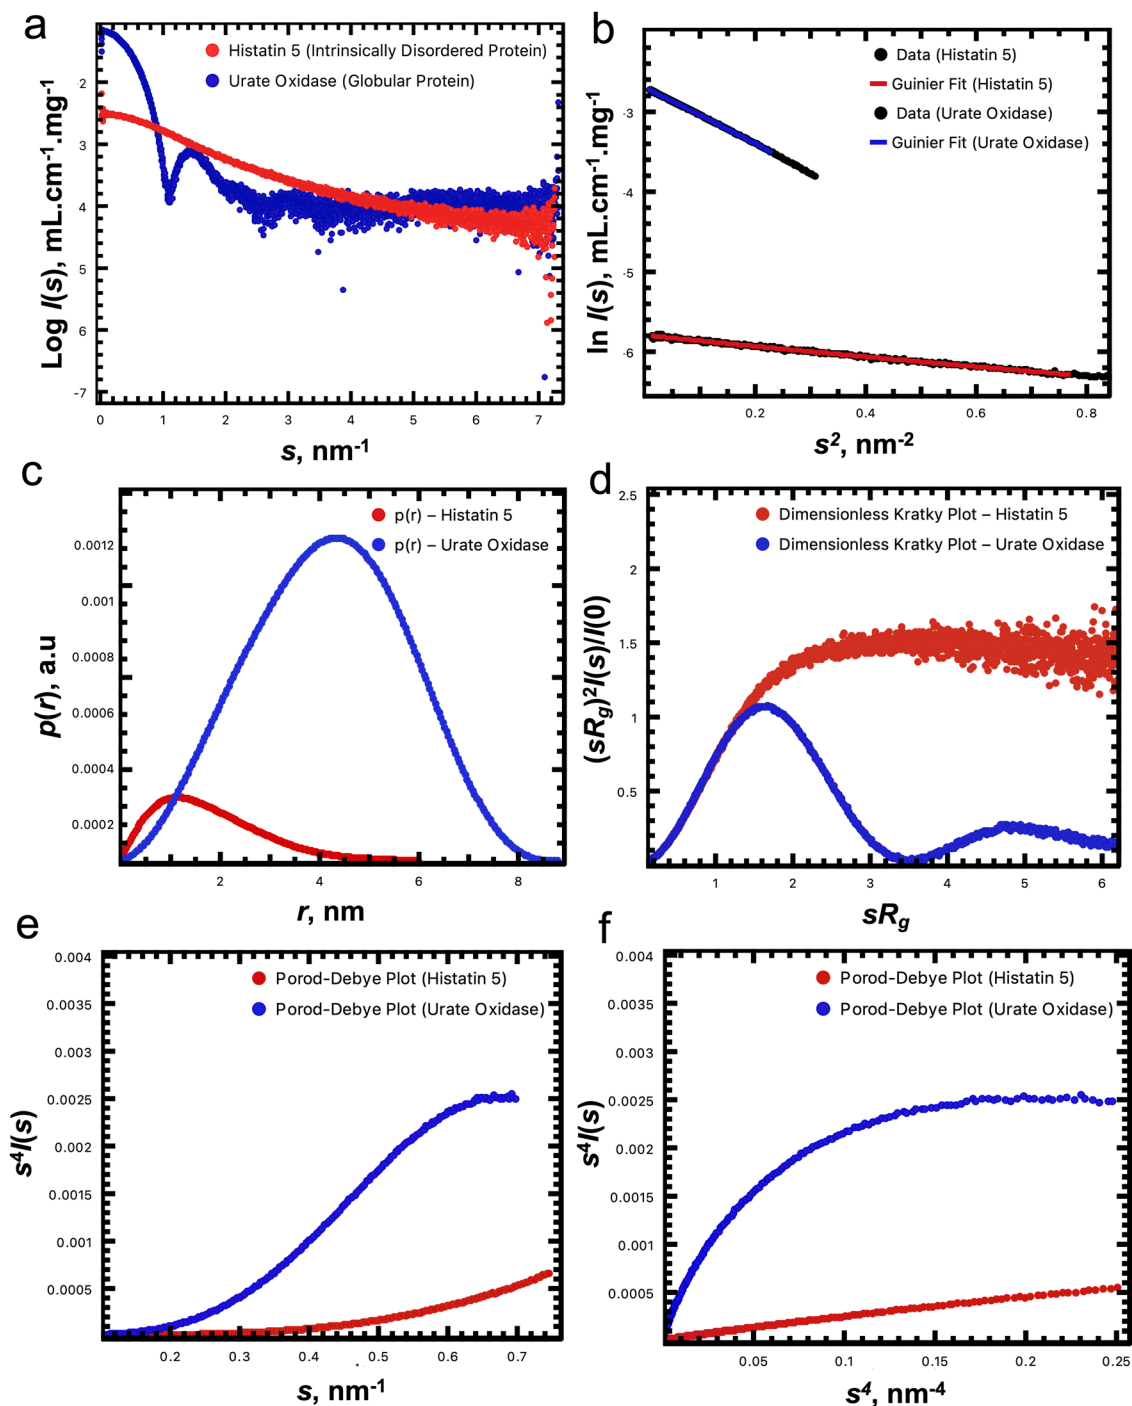 a
Histatin 5 (Intrinsically Disordered Protein)
Urate Oxidase (Globular Protein)
2
3
4
5
6
-7
Log I(s), mL.cm-1.mg-1
0
1
2
3
4
5
6
7
s, nm-1
b
Data (Histatin 5)
Guinier Fit (Histatin 5)
Data (Urate Oxidase)
Guinier Fit (Urate Oxidase)
-3
-4
-5
-6
ln I(s), mL.cm-1.mg-1
0.2
0.4
0.6
0.8
s2, nm-2
c
p(r) – Histatin 5
p(r) – Urate Oxidase
0.0012
0.001
0.0008
0.0006
0.0004
0.0002
p(r), a.u
2
4
6
8
r, nm
d
Dimensionless Kratky Plot – Histatin 5
Dimensionless Kratky Plot – Urate Oxidase
2.5
2
1.5
1
0.5
(sRg)2I(s)/I(0)
1
2
3
4
5
6
sRg
e
Porod-Debye Plot (Histatin 5)
Porod-Debye Plot (Urate Oxidase)
0.004
0.0035
0.003
0.0025
0.002
0.0015
0.001
0.0005
s4I(s)
0.2
0.3
0.4
0.5
0.6
0.7
s, nm-1
f
Porod-Debye Plot (Histatin 5)
Porod-Debye Plot (Urate Oxidase)
0.004
0.0035
0.003
0.0025
0.002
0.0015
0.001
0.0005
s4I(s)
0.05
0.1
0.15
0.2
0.25
s4, nm-4